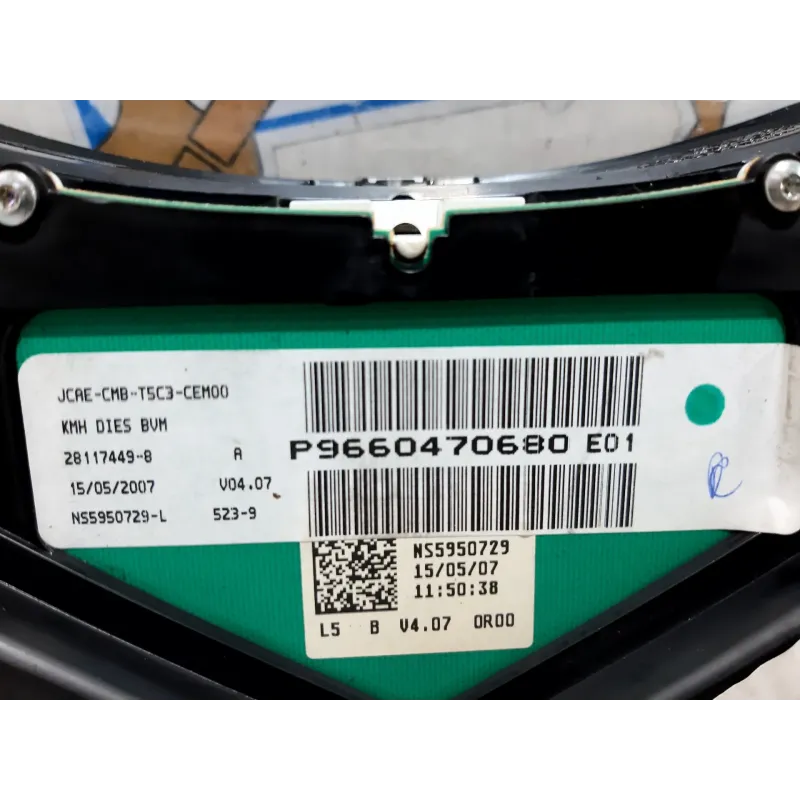 JCAE-CMB-T5C3-CEM00
KMH DIES BVM
28117449-8 A
15/05/2007 V04.07
NS5950729-L 523-9
P9660470680 E01
NS5950729
15/05/07
11:50:38
L5 B V4.07 0R00